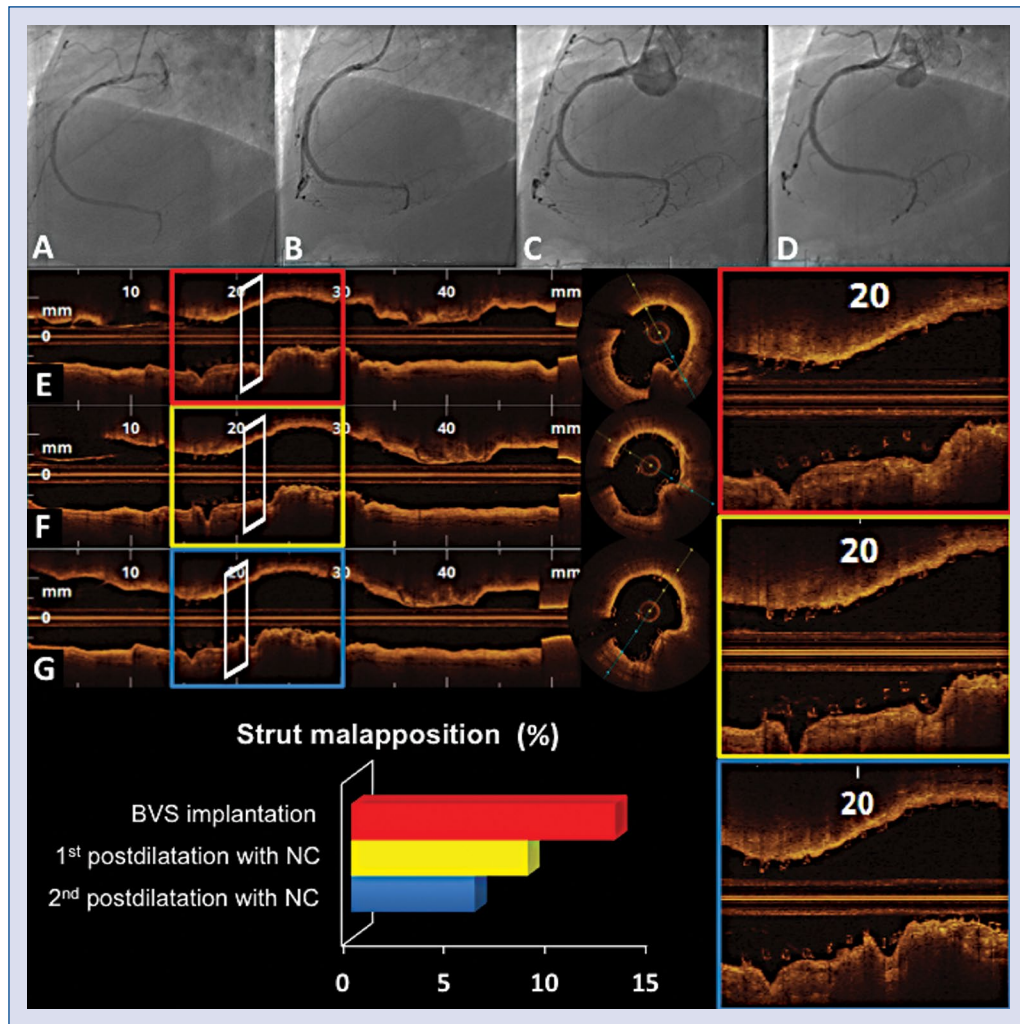 A
B
C
D
10 20 30 40 mm
mm
0
E
10 20 30 40 mm
mm
0
F
10 20 30 40 mm
mm
0
G
20
20
20
Strut malapposition (%)
BVS implantation
1st postdilatation with NC
2nd postdilatation with NC
0 5 10 15